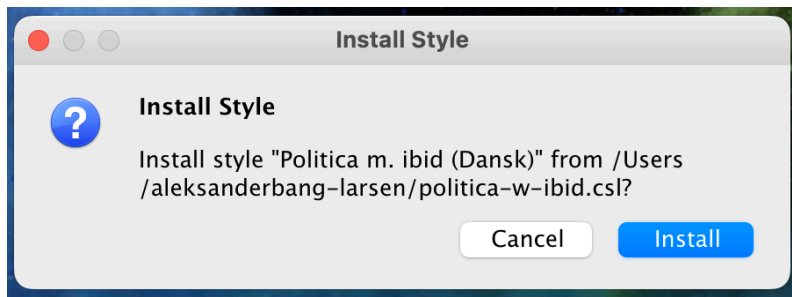 Install Style
Install Style
Install style "Politica m. ibid (Dansk)" from /Users
/aleksanderbang-larsen/politica-w-ibid.csl?
Cancel Install